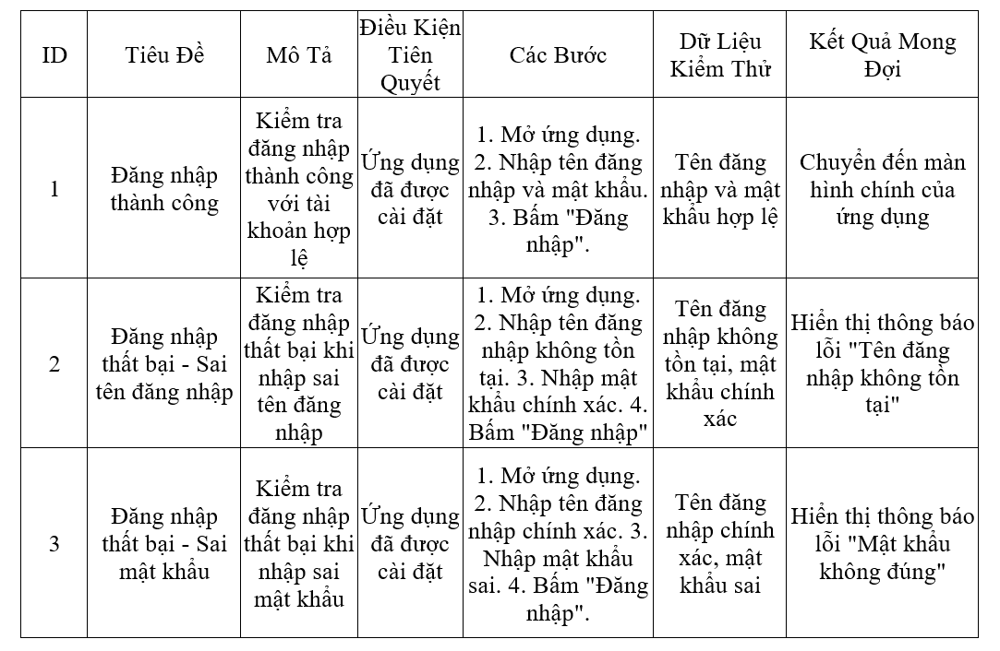 ID
Tiêu Đề
Mô Tả
Điều Kiện
Tiên
Quyết
Các Bước
Dữ Liệu
Kiểm Thử
Kết Quả Mong
Đợi
1
Đăng nhập
thành công
Kiểm tra
đăng nhập
thành công
với tài
khoản hợp
lệ
Ứng dụng
đã được
cài đặt
1. Mở ứng dụng.
2. Nhập tên đăng
nhập và mật khẩu.
3. Bấm "Đăng
nhập".
Tên đăng
nhập và mật
khẩu hợp lệ
Chuyển đến màn
hình chính của
ứng dụng
2
Đăng nhập
thất bại - Sai
tên đăng nhập
Kiểm tra
đăng nhập
thất bại khi
nhập sai
tên đăng
nhập
Ứng dụng
đã được
cài đặt
1. Mở ứng dụng.
2. Nhập tên đăng
nhập không tồn
tại. 3. Nhập mật
khẩu chính xác. 4.
Bấm "Đăng nhập"
Tên đăng
nhập không
tồn tại, mật
khẩu chính
xác
Hiển thị thông báo
lỗi "Tên đăng
nhập không tồn
tại"
3
Đăng nhập
thất bại - Sai
mật khẩu
Kiểm tra
đăng nhập
thất bại khi
nhập sai
mật khẩu
Ứng dụng
đã được
cài đặt
1. Mở ứng dụng.
2. Nhập tên đăng
nhập chính xác. 3.
Nhập mật khẩu
sai. 4. Bấm "Đăng
nhập".
Tên đăng
nhập chính
xác, mật
khẩu sai
Hiển thị thông báo
lỗi "Mật khẩu
không đúng"